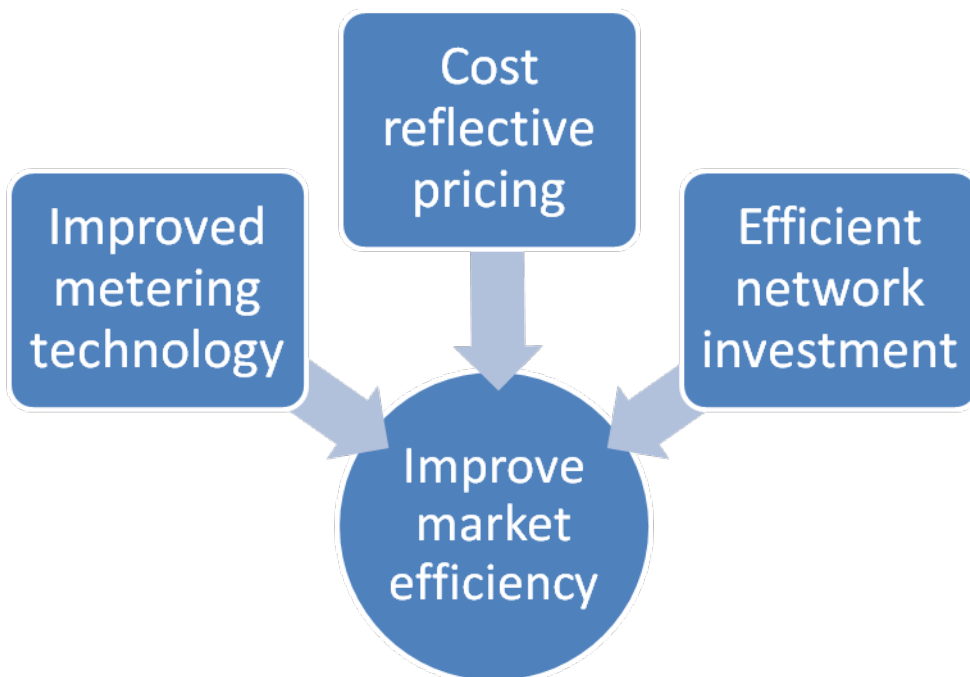 Cost
reflective
pricing
Improved
metering
technology
Efficient
network
investment
Improve
market
efficiency